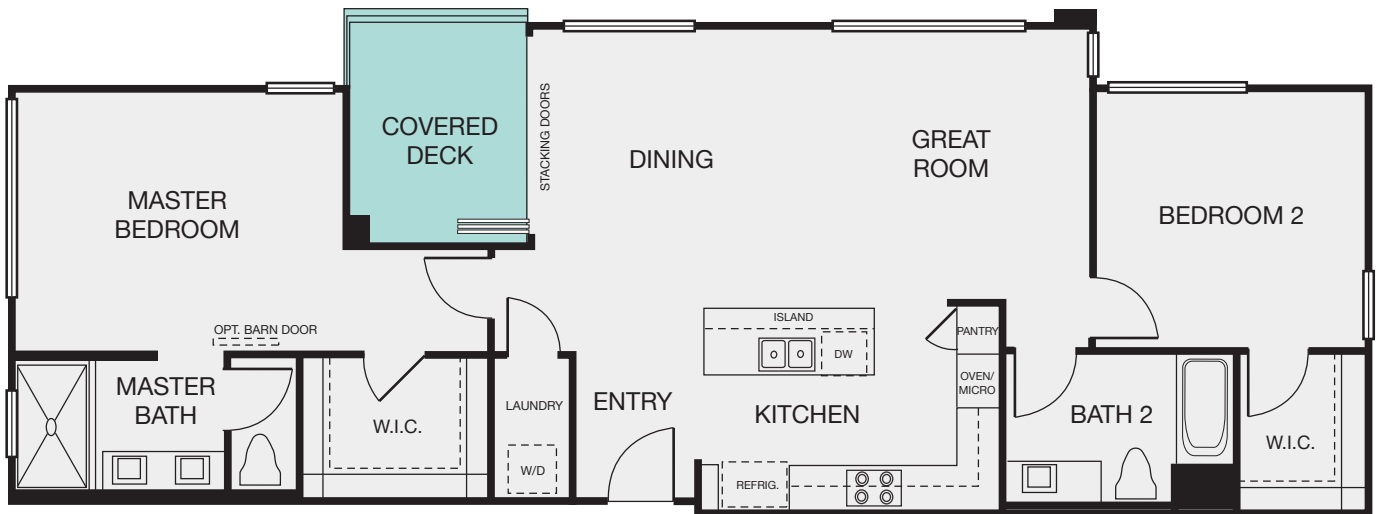 COVERED
DECK
STACKING DOORS
DINING
GREAT
ROOM
MASTER
BEDROOM
BEDROOM 2
OPT. BARN DOOR
ISLAND
DW
PANTRY
OVEN/
MICRO
MASTER
BATH
W.I.C.
LAUNDRY
W/D
ENTRY
KITCHEN
REFRIG.
BATH 2
W.I.C.